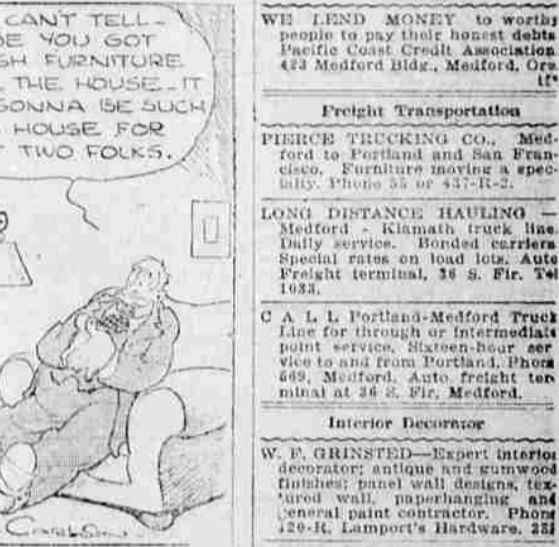 CAN'T TELL-
YOU GOT
FURNITURE
THE HOUSE - IT
GONNA BE SUCH
HOUSE FOR
TWO FOLKS.
WE LEND MONEY to worthy
people to pay their honest debts
Pacific Coast Credit Association
423 Medford Bldg., Medford, Ore.
Freight Transportation
PIERCE TRUCKING CO., Med-
ford to Portland and San Fran-
cisco. Furniture moving a spec-
ialty. Phone 55 or 437-R-2.
LONG DISTANCE HAULING —
Medford - Klamath truck line.
Daily service. Bonded carriers
Special rates on load lots. Auto
Freight terminal, 36 S. Fir. Tel
1033.
CALL Portland-Medford Truck
Line for through or intermediate
point service. Sixteen-hour ser
vice to and from Portland. Phone
669, Medford. Auto freight ter
minal at 36 S. Fir, Medford.
Interior Decorator
W. F. GRINSTED—Expert interior
decorator; antique and gumwood
finishes; panel wall designs, tex-
tured wall, paperhanging and
general paint contractor. Phone
Lamport's Hardware.